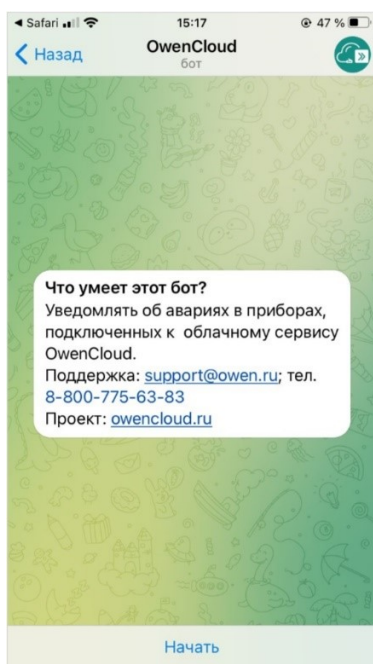 Safari 15:17 47 %
Назад OwenCloud
бот
Что умеет этот бот?
Уведомлять об авариях в приборах,
подключенных к облачному сервису
OwenCloud.
Поддержка: support@owen.ru; тел.
8-800-775-63-83
Проект: owencloud.ru
Начать